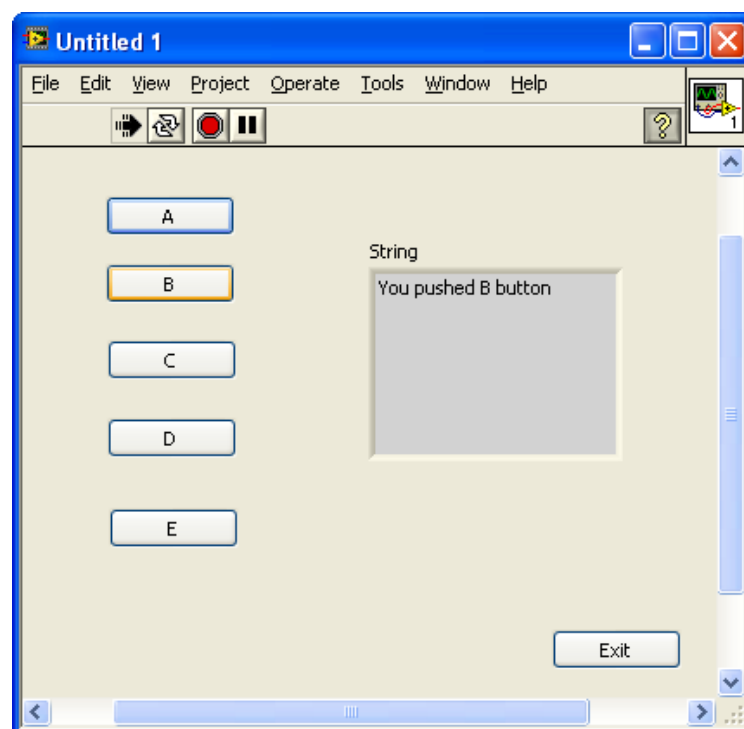 Untitled 1
File Edit View Project Operate Tools Window Help
?
1
A
B
C
D
E
String
You pushed B button
Exit